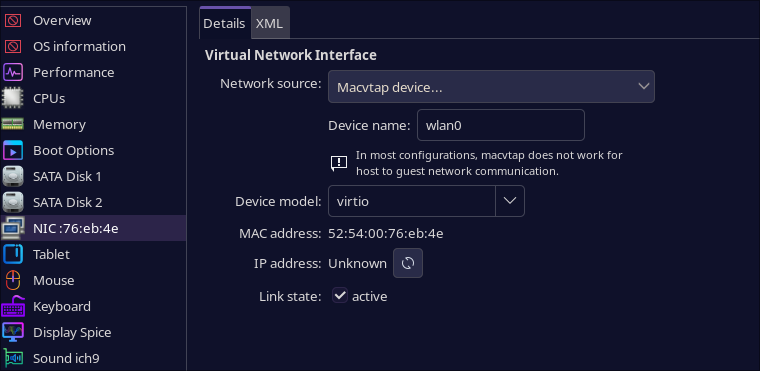 Overview
OS information
Performance
CPUs
Memory
Boot Options
SATA Disk 1
SATA Disk 2
NIC :76:eb:4e
Tablet
Mouse
Keyboard
Display Spice
Sound ich9
Details
XML
Virtual Network Interface
Network source: Macvtap device...
Device name: wlan0
In most configurations, macvtap does not work for
host to guest network communication.
Device model: virtio
MAC address: 52:54:00:76:eb:4e
IP address: Unknown
Link state: active